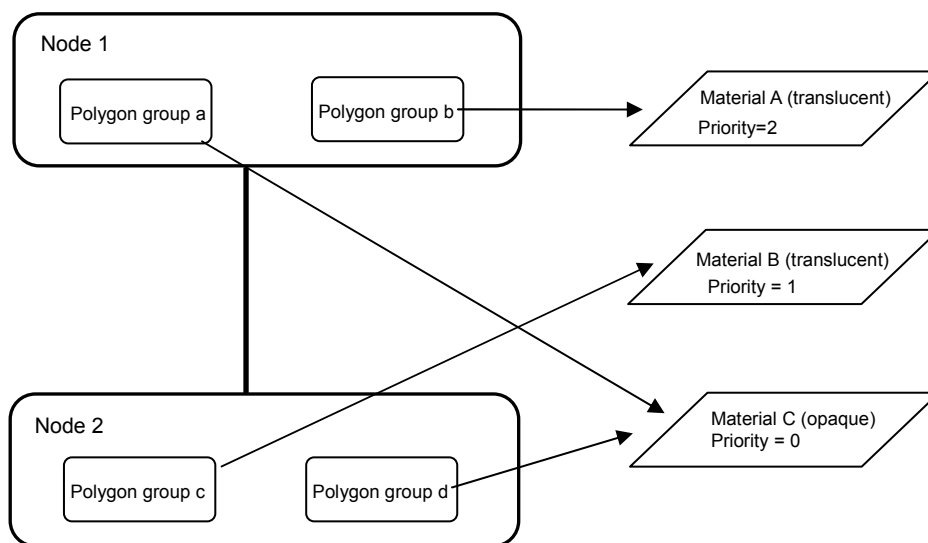 Node 1
Polygon group a
Polygon group b
Material A (translucent)
Priority=2
Material B (translucent)
Priority = 1
Node 2
Polygon group c
Polygon group d
Material C (opaque)
Priority = 0